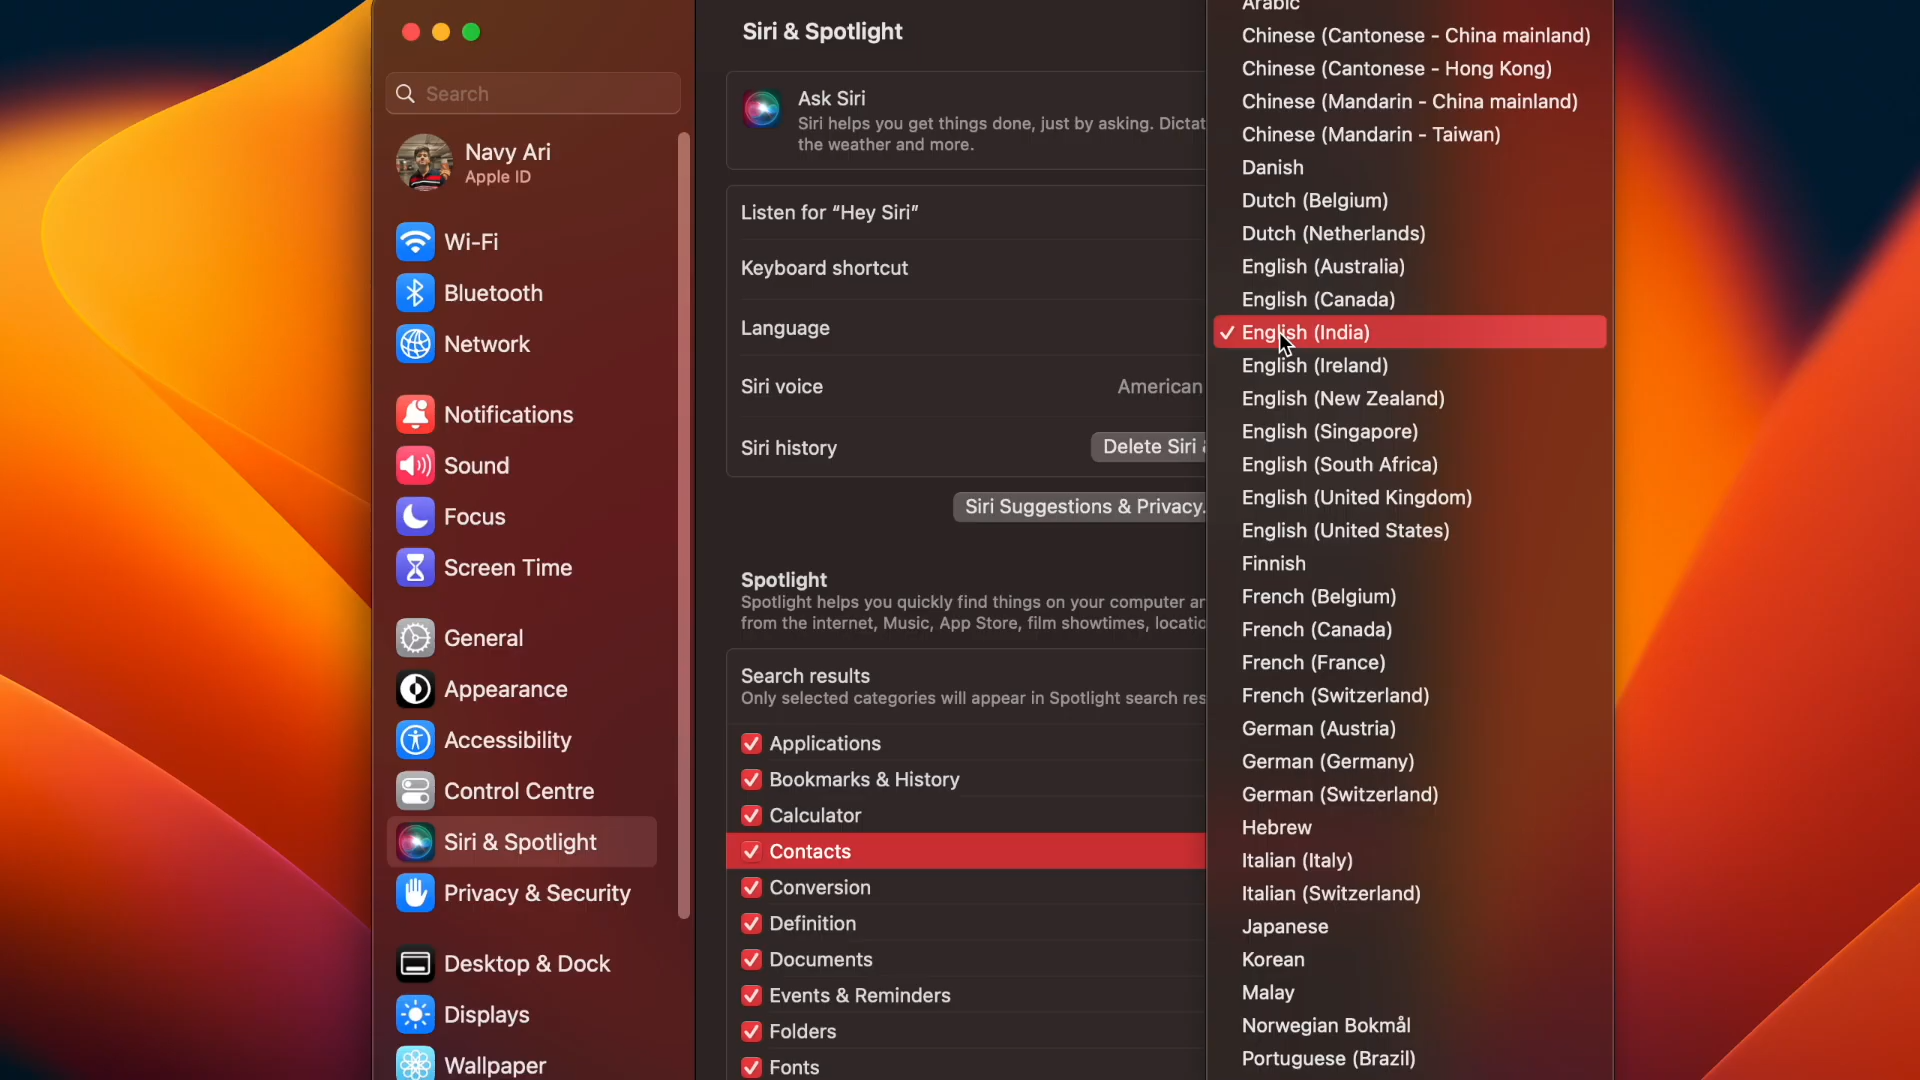 Search
Navy Ari
Apple ID
Wi-Fi
Bluetooth
Network
Notifications
Sound
Focus
Screen Time
General
Appearance
Accessibility
Control Centre
Siri & Spotlight
Privacy & Security
Desktop & Dock
Displays
Wallpaper
Siri & Spotlight
Ask Siri
Siri helps you get things done, just by asking. Dictat
the weather and more.
Listen for “Hey Siri”
Keyboard shortcut
Language
Siri voice
American
Siri history
Delete Siri
Siri Suggestions & Privacy.
Spotlight
Spotlight helps you quickly find things on your computer an
from the internet, Music, App Store, film showtimes, locatio
Search results
Only selected categories will appear in Spotlight search res
Applications
Bookmarks & History
Calculator
Contacts
Conversion
Definition
Documents
Events & Reminders
Folders
Fonts
Arabic
Chinese (Cantonese - China mainland)
Chinese (Cantonese - Hong Kong)
Chinese (Mandarin - China mainland)
Chinese (Mandarin - Taiwan)
Danish
Dutch (Belgium)
Dutch (Netherlands)
English (Australia)
English (Canada)
English (India)
English (Ireland)
English (New Zealand)
English (Singapore)
English (South Africa)
English (United Kingdom)
English (United States)
Finnish
French (Belgium)
French (Canada)
French (France)
French (Switzerland)
German (Austria)
German (Germany)
German (Switzerland)
Hebrew
Italian (Italy)
Italian (Switzerland)
Japanese
Korean
Malay
Norwegian Bokmål
Portuguese (Brazil)